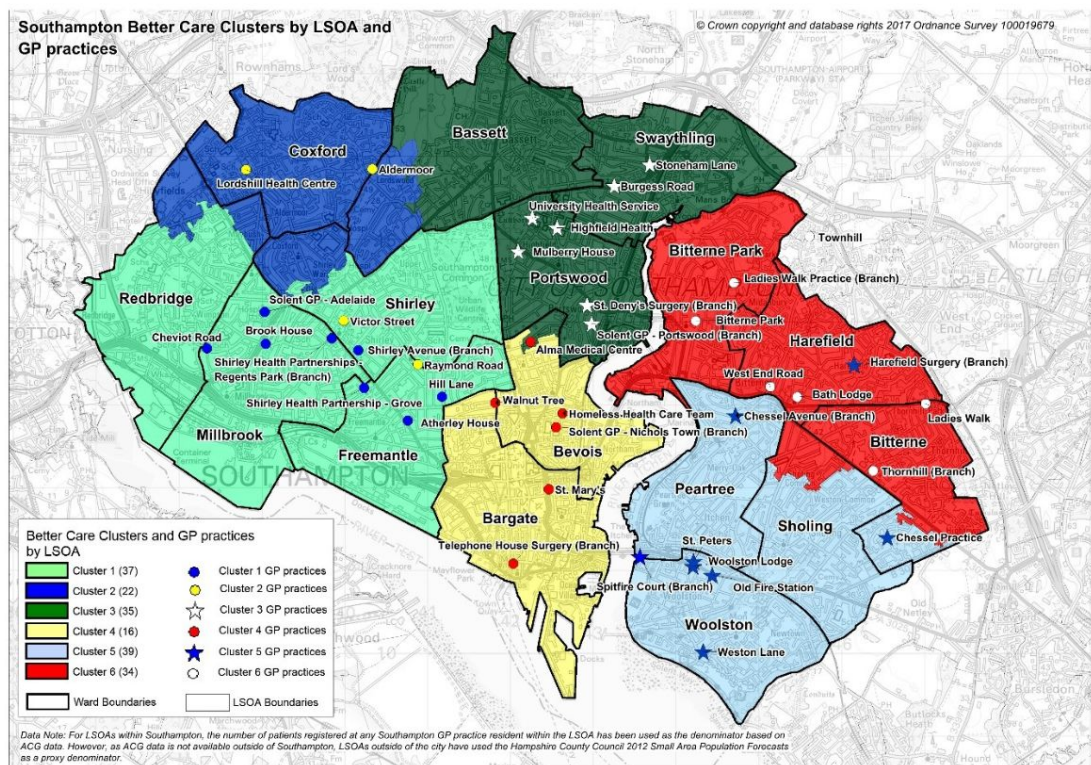 Southampton Better Care Clusters by LSOA and
GP practices
© Crown copyright and database rights 2017 Ordnance Survey 100019679
Rownhams
Coxford
Bassett
Swaythling
Stoneham Lane
Aldermoor
Lordshill Health Centre
Burgess Road
University Health Service
Highfield Health
Mulberry House
Portswood
Bitterne Park
Townhill
Ladies Walk Practice (Branch)
Redbridge
Solent GP - Adelaide
Shirley
St. Deny's Surgery (Branch)
Victor Street
Bitterne Park
Solent GP - Portswood (Branch)
Harefield
Cheviot Road
Brook House
Alma Medical Centre
Shirley Avenue (Branch)
Shirley Health Partnerships -
Regents Park (Branch)
Raymond Road
Harefield Surgery (Branch)
Hill Lane
West End Road
Bath Lodge
Shirley Health Partnership - Grove
Walnut Tree
Ladies Walk
Homeless Health Care Team
Chessel Avenue (Branch)
Atherley House
Solent GP - Nichols Town (Branch)
Millbrook
Bitterne
Freemantle
Bevois
SOUTHAMPTON
Thornhill (Branch)
Peartree
St. Mary's
Bargate
Sholing
Chessel Practice
Telephone House Surgery (Branch)
St. Peters
Woolston Lodge
Spitfire Court (Branch)
Old Fire Station
Woolston
Weston Lane
Better Care Clusters and GP practices
by LSOA
Cluster 1 (37)
Cluster 1 GP practices
Cluster 2 (22)
Cluster 2 GP practices
Cluster 3 (35)
Cluster 3 GP practices
Cluster 4 (16)
Cluster 4 GP practices
Cluster 5 (39)
Cluster 5 GP practices
Cluster 6 (34)
Cluster 6 GP practices
Ward Boundaries
LSOA Boundaries
Data Note: For LSOAs within Southampton, the number of patients registered at any Southampton GP practice resident within the LSOA has been used as the denominator based on
ACG data. However, as ACG data is not available outside of Southampton, LSOAs outside of the city have used the Hampshire County Council 2012 Small Area Population Forecasts
as a proxy denominator.